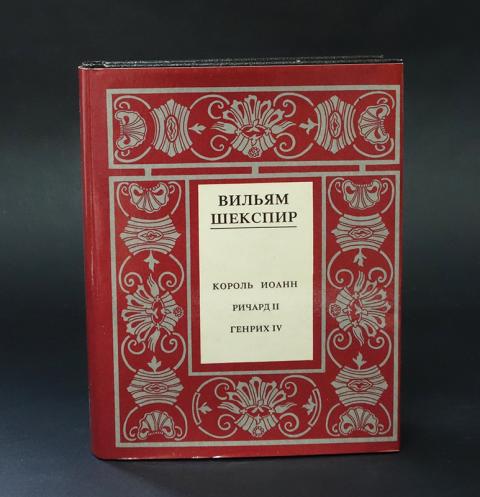 ВИЛЬЯМ
ШЕКСПИР
КОРОЛЬ ИОАНН
РИЧАРД II
ГЕНРИХ IV